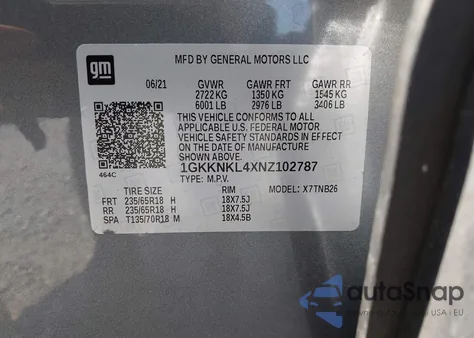 MFD BY GENERAL MOTORS LLC
gm
06/21 GVWR GAWR FRT GAWR RR
2722 KG 1350 KG 1545 KG
6001 LB 2976 LB 3406 LB
THIS VEHICLE CONFORMS TO ALL
APPLICABLE U.S. FEDERAL MOTOR
VEHICLE SAFETY STANDARDS IN EFFECT
ON THE DATE OF MANUFACTURE
SHOWN ABOVE.
464C
1GKKNKL4XNZ102787
TYPE: M.P.V. MODEL: X7TNB26
TIRE SIZE RIM
FRT 235/65R18 H 18X7.5J
RR 235/65R18 H 18X7.5J
SPA T135/70R18 M 18X4.5B
autoSnap
USA - EU